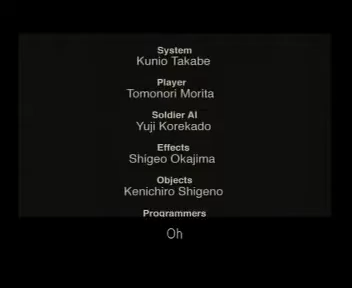 System
Kunio Takabe
Player
Tomonori Morita
Soldier AI
Yuji Korekado
Effects
Shigeo Okajima
Objects
Kenichiro Shigeno
Programmers
Oh